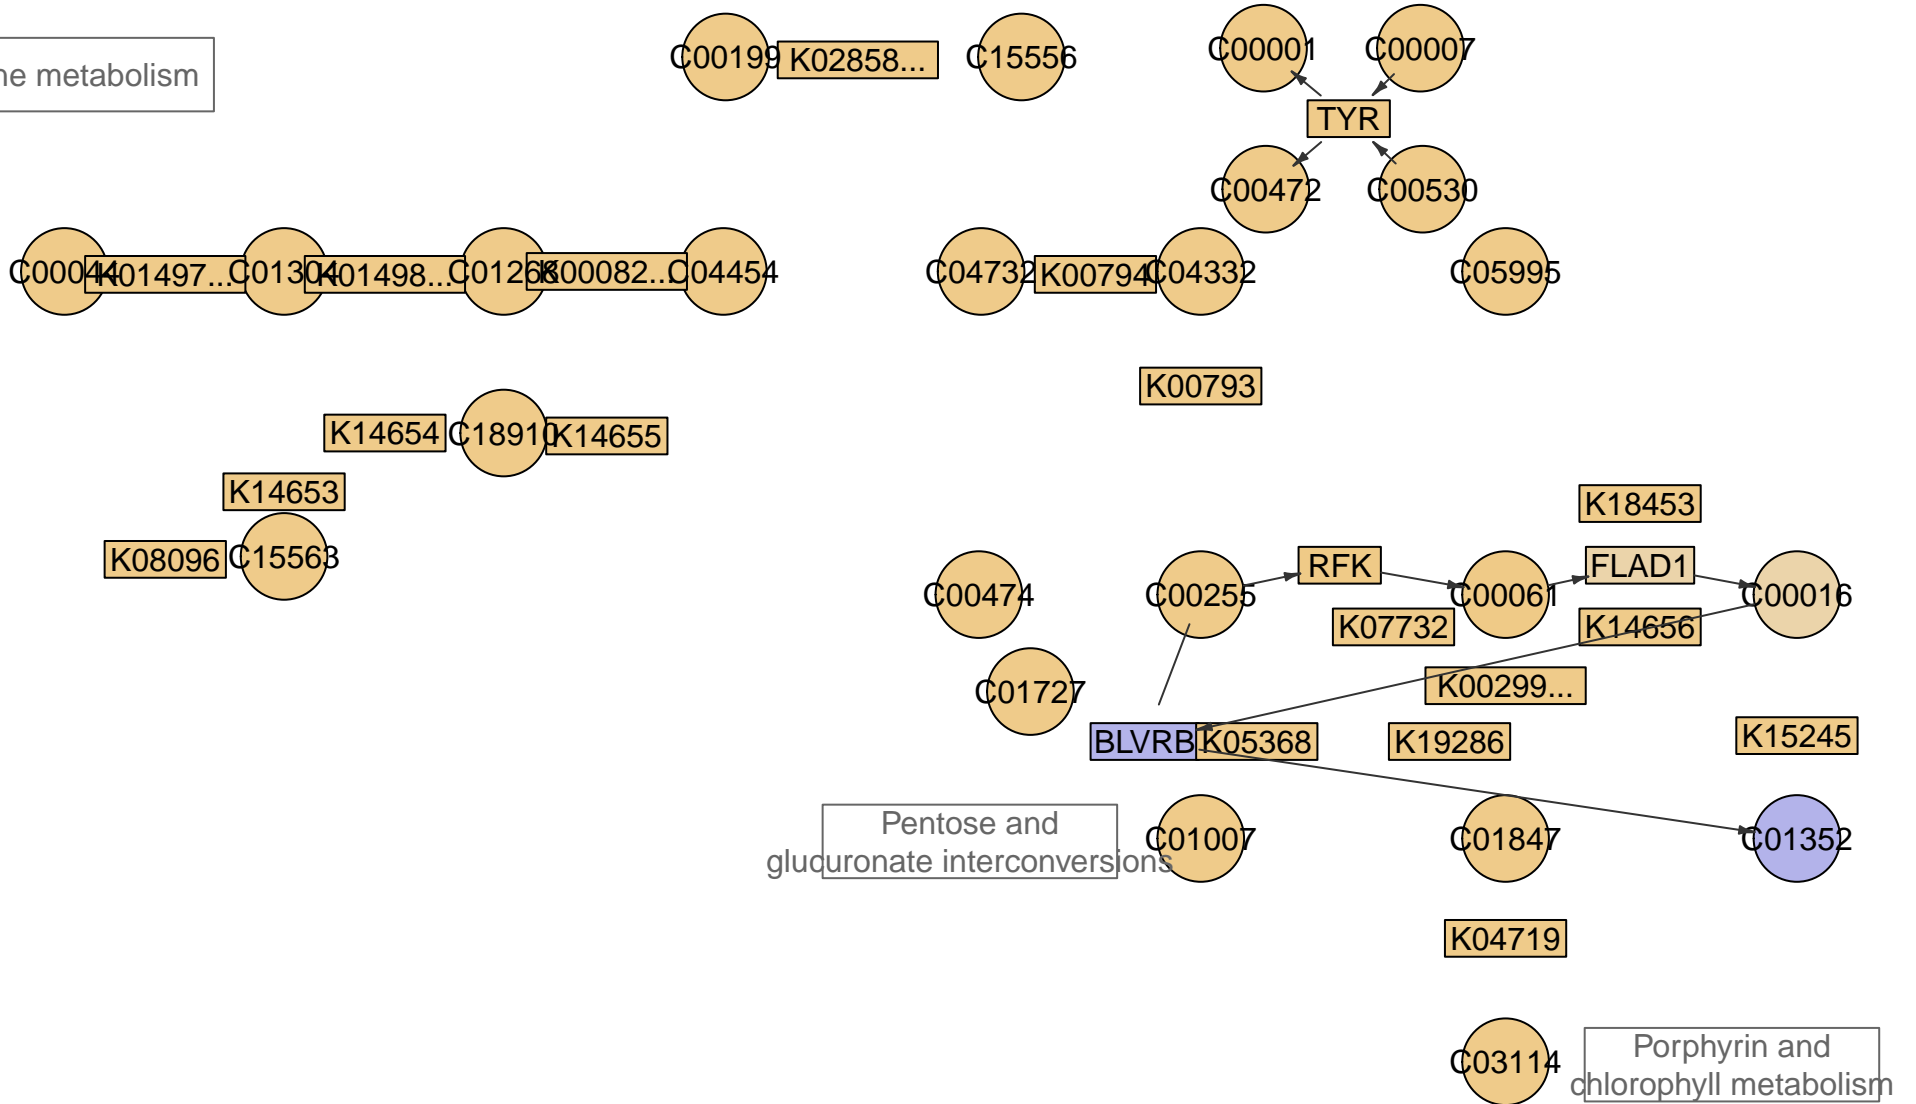 ne metabolism
C00199
K02858...
C15556
C00001
C00007
TYR
C00472
C00530
C00044
K01497...
C01304
K01498...
C01268
K00082...
C04454
C04732
K00794
C04332
C05995
K00793
K14654
C18910
K14655
K14653
K08096
C15563
K18453
C00474
C00255
RFK
C00061
FLAD1
C00016
K07732
K14656
C01727
K00299...
BLVRB
K05368
K19286
K15245
Pentose and
glucuronate interconversions
C01007
C01847
C01352
K04719
C03114
Porphyrin and
chlorophyll metabolism